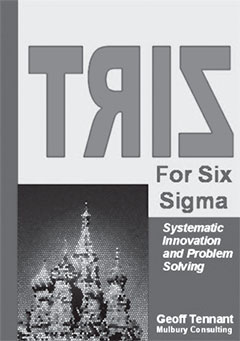 TRIZ
For Six
Sigma
Systematic
Innovation
and Problem
Solving
Geoff Tennant
Mulbury Consulting